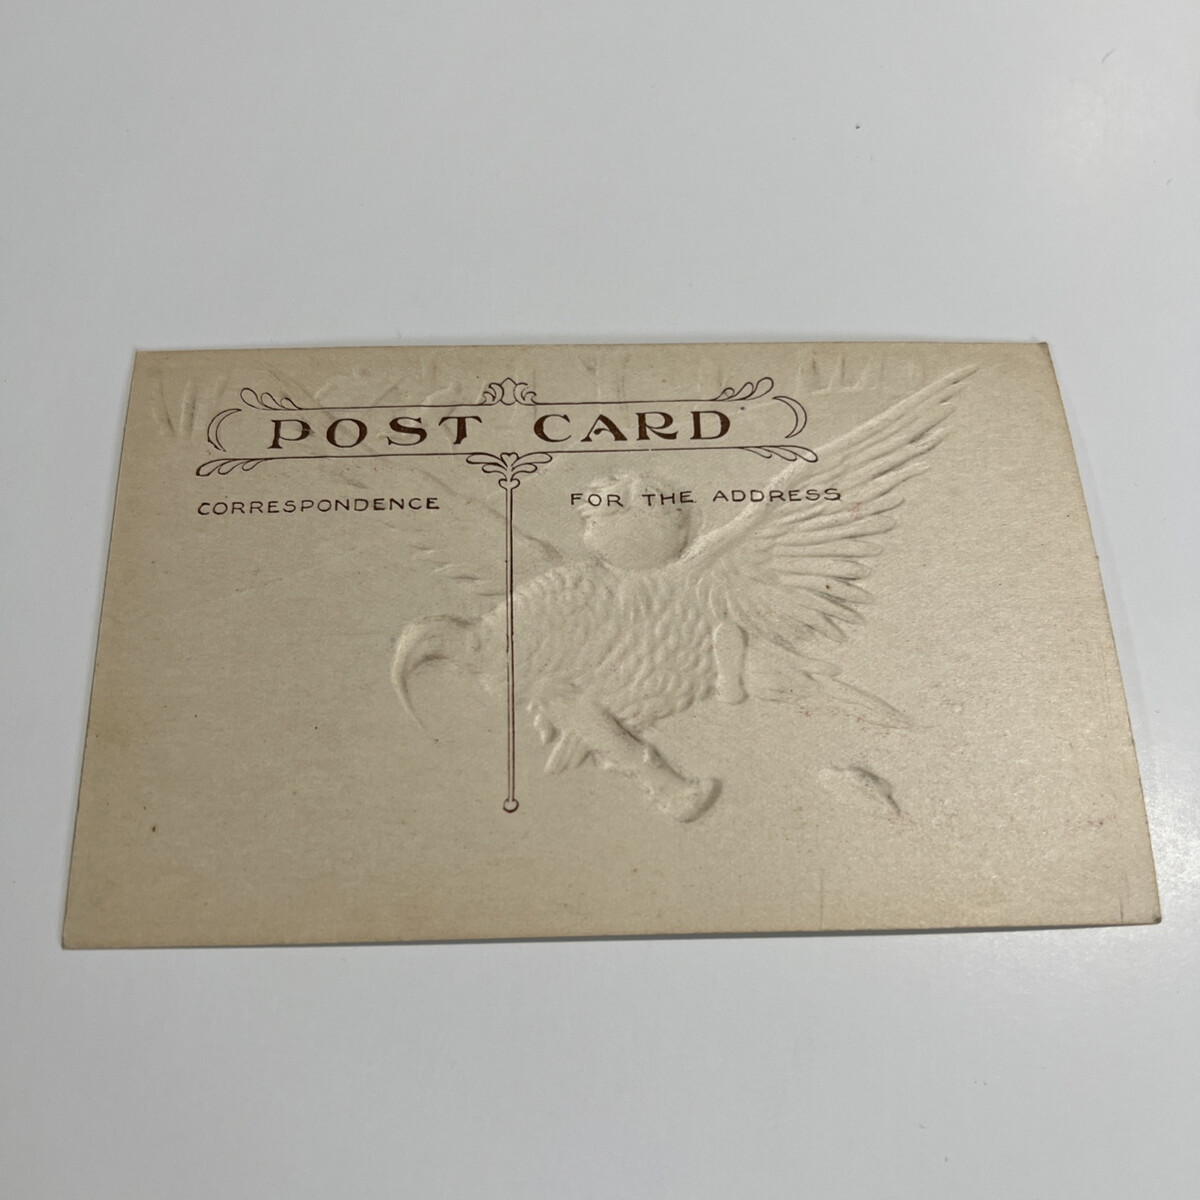 POST CARD
CORRESPONDENCE
FOR THE ADDRESS